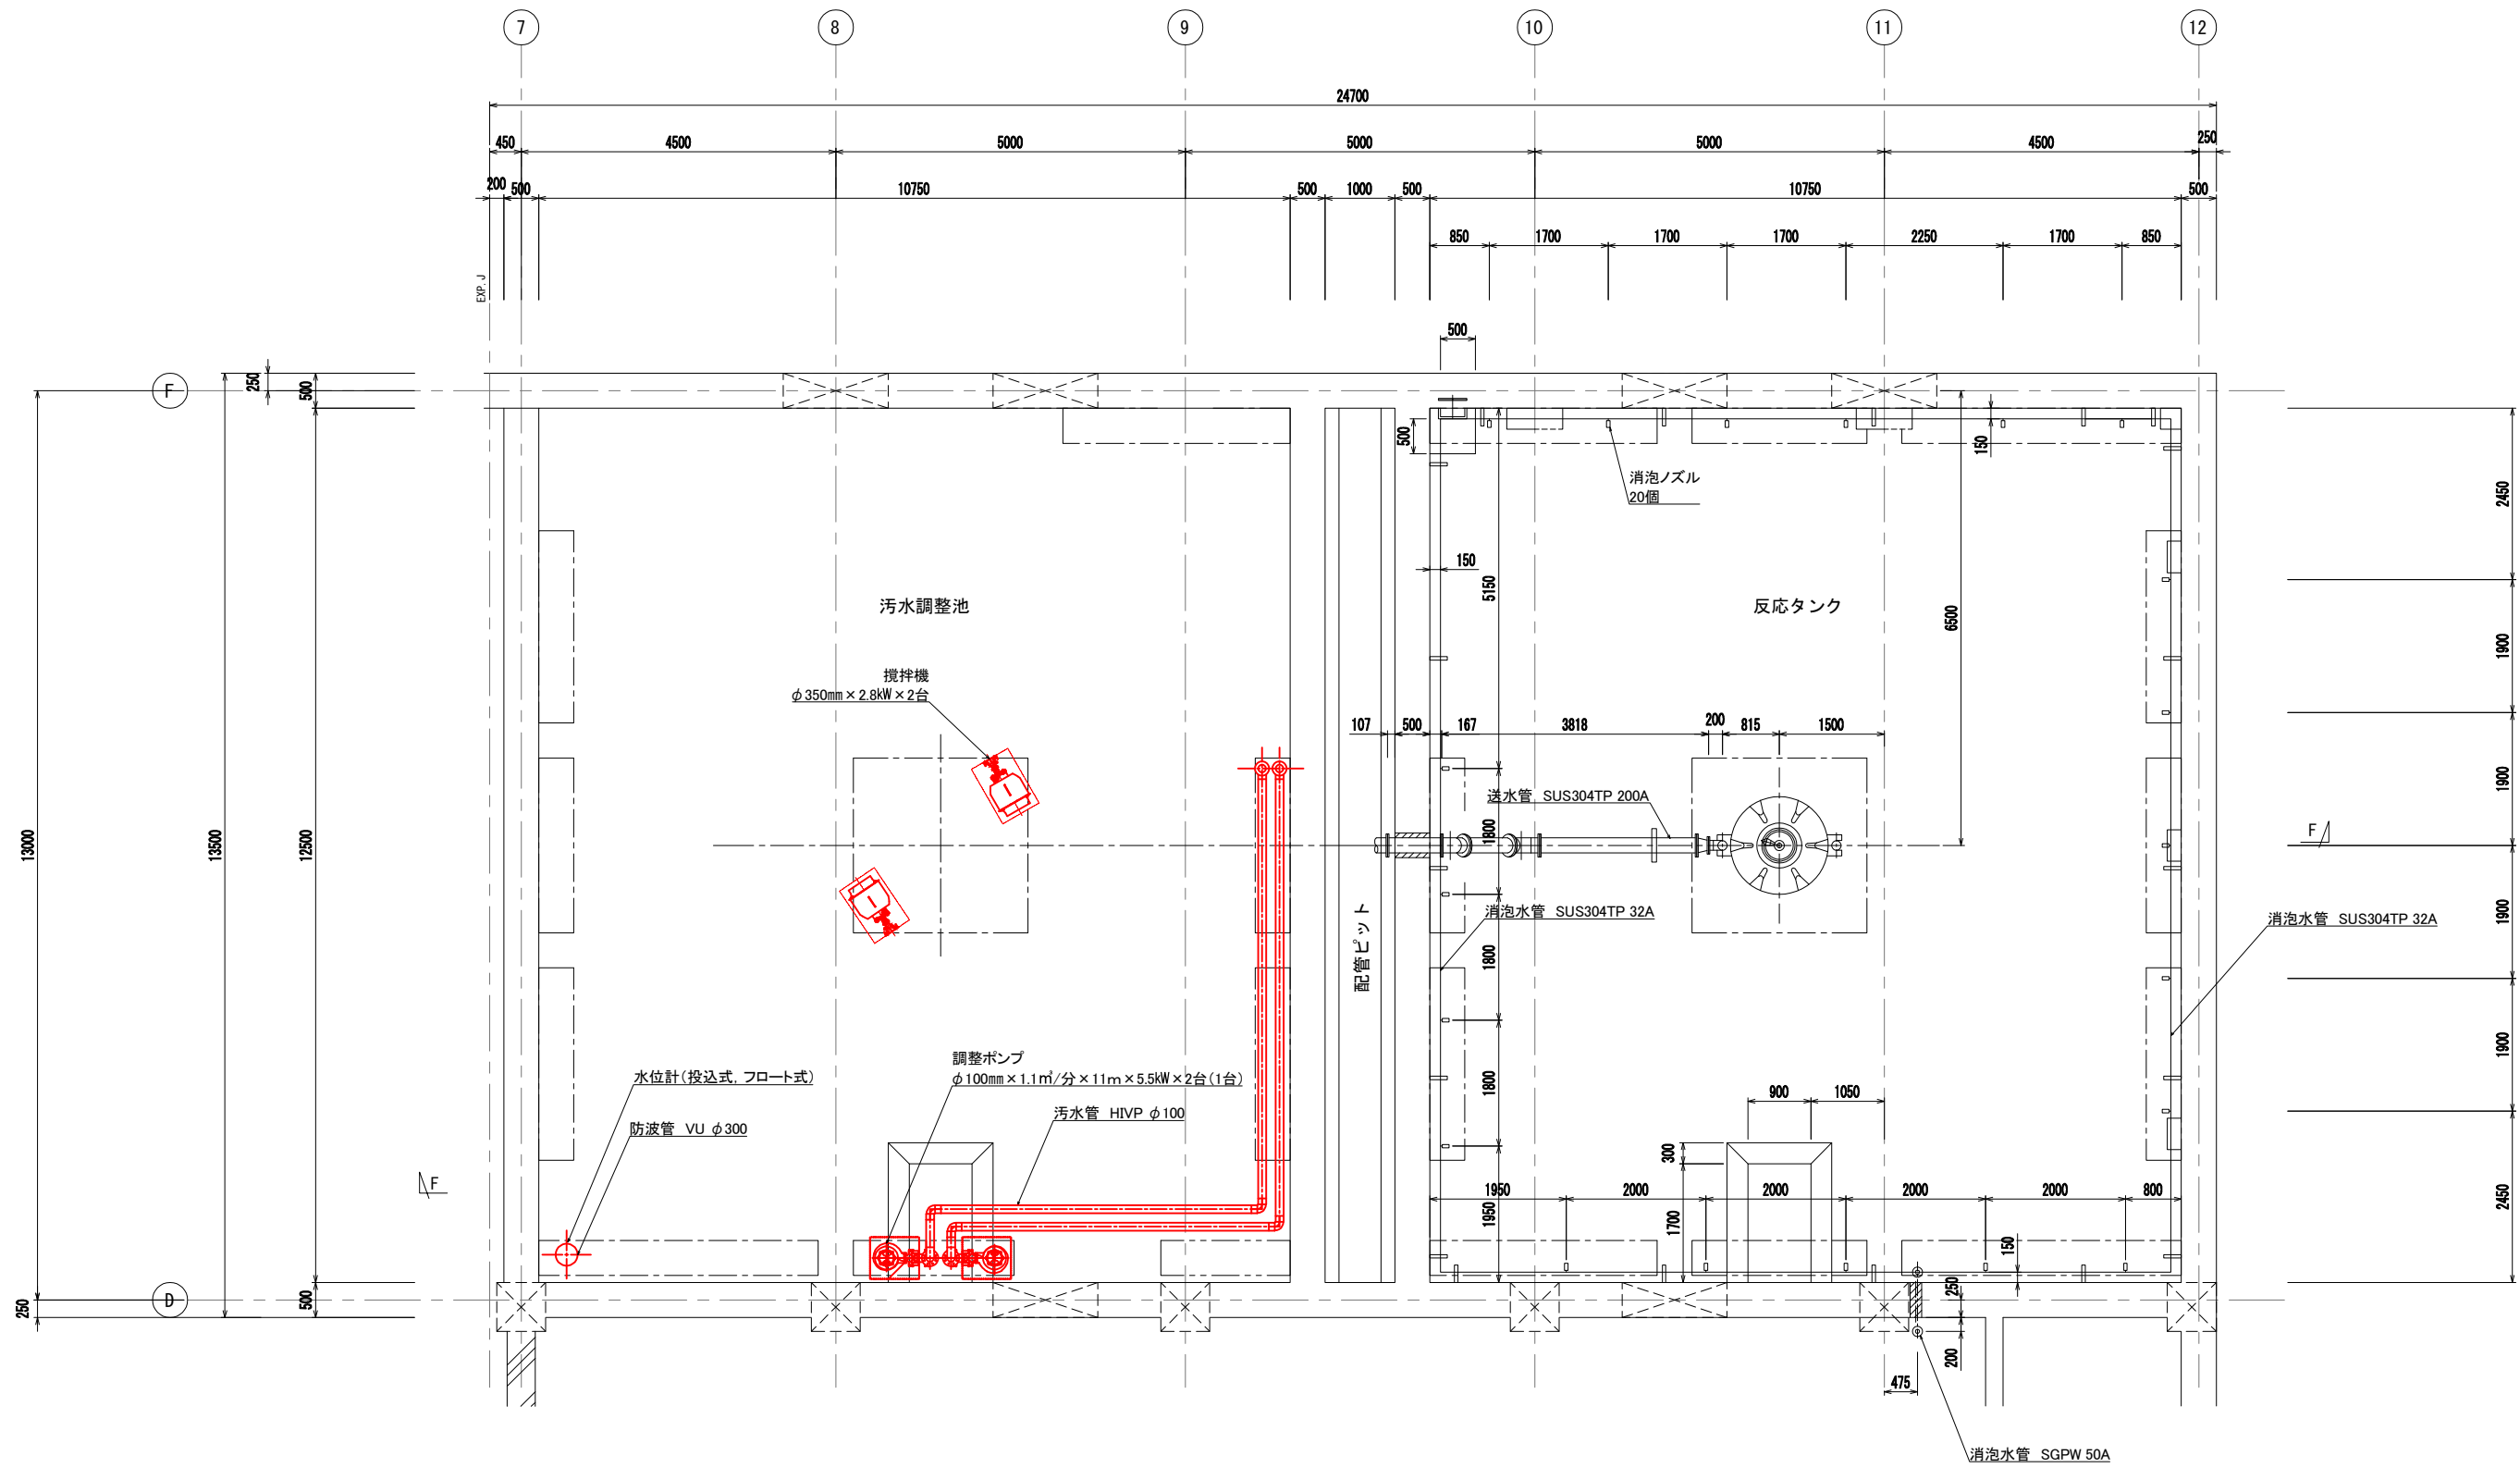 7 8 9 10 11 12
24700
450 4500 5000 5000 5000 4500 250
200 500 10750 500 1000 500 10750 500
850 1700 1700 1700 2250 1700 850
EXP. J
500
F
250
500
500
150
消泡ノズル
20個
2450
150
5150
汚水調整池
反応タンク
6500
1900
撹拌機
φ350mm×2.8kW×2台
107 500 167 3818 200 815 1500
送水管 SUS304TP 200A
1800
1900
13000
13500
12500
F
配管ピット
消泡水管 SUS304TP 32A
消泡水管 SUS304TP 32A
1900
1800
調整ポンプ
φ100mm×1.1㎥/分×11m×5.5kW×2台(1台)
水位計(投込式, フロート式)
汚水管 HIVP φ100
防波管 VU φ300
1800
900 1050
1900
300
F
1950 2000 2000 2000 2000 800
1950
1700
2450
150
250
D
500
250
200
475
消泡水管 SGPW 50A